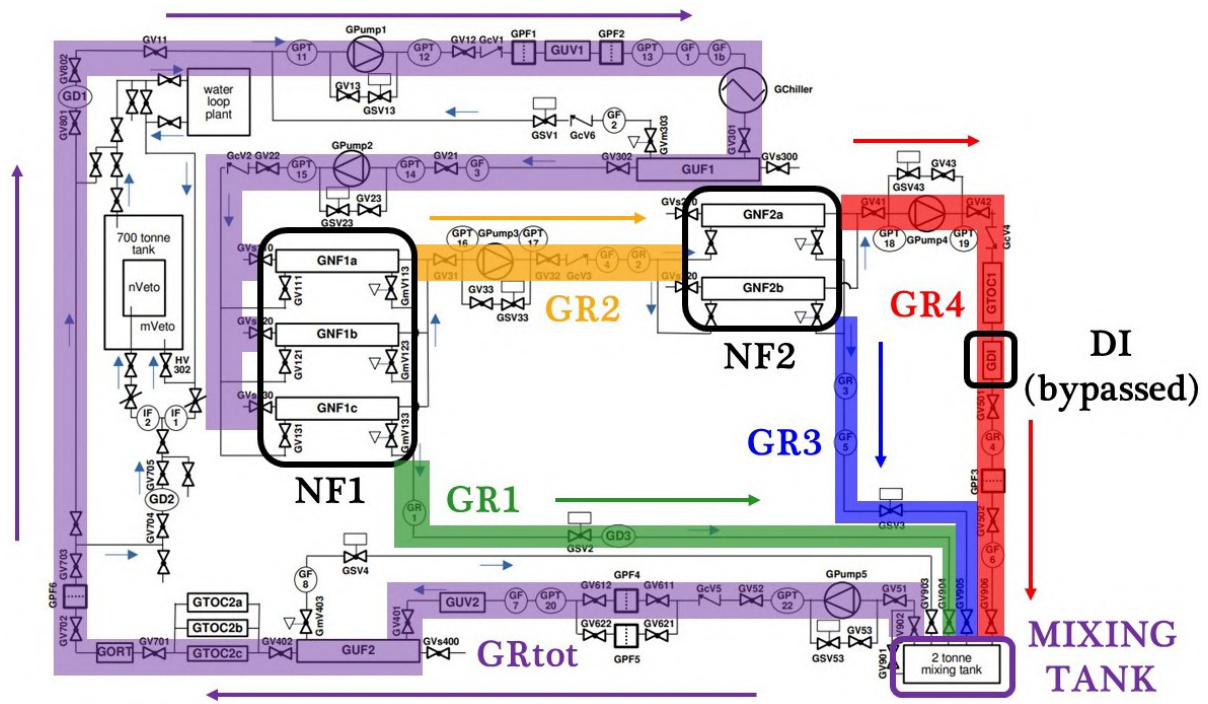 GV802
GV11
GPT
11
GPump1
GPT
12
GV12
GcV1
GPF1
GUV1
GPF2
GPT
13
GF
1
GF
1b
GV13
GSV13
GChiller
GD1
GV801
water
loop
plant
GSV1
GcV6
GF
2
GVm303
GV301
GcV2
GV22
GPT
15
GPump2
GPT
14
GV21
GF
3
GV302
GUF1
GVs300
GSV23
GV23
GSV43
GV43
GV41
GV42
GPT
18
GPump4
GPT
19
GcV4
700 tonne
tank
nVeto
mVeto
GNF1a
GV111
GmV113
GPT
16
GPump3
GPT
17
GV31
GV32
GcV3
GF
4
GR
2
GV33
GSV33
GNF2a
GNF2b
GR2
GR4
GTOC1
GDI
DI
(bypassed)
NF2
HV
302
GNF1b
GV121
GmV123
GNF1c
GV131
GmV133
NF1
GR
3
GF
5
GR3
GSV3
GV501
GR
4
GPF3
GV502
GF
6
IF
2
IF
1
GV705
GD2
GV704
GR1
GR
1
GSV2
GD3
GV703
GPF6
GV702
GSV4
GF
8
GmV403
GTOC2a
GTOC2b
GTOC2c
GORT
GV701
GV402
GUF2
GVs400
GV401
GUV2
GF
7
GPT
20
GV612
GPF4
GV611
GV622
GPF5
GV621
GcV5
GV52
GPT
22
GPump5
GV51
GSV53
GV53
GV902
GV903
GV904
GV905
GV906
GV901
2 tonne
mixing tank
GRtot
MIXING
TANK